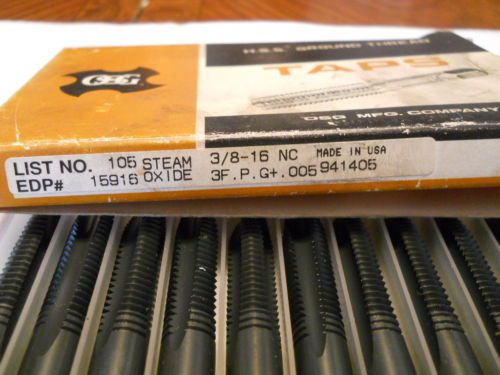 OSG
H.S.S. GROUND THREAD
TAPS
OSG MFG. COMPANY
LIST NO. 105 STEAM 3/8-16 NC MADE IN USA
EDP# 15916 OXIDE 3F.P.G+.005 941405